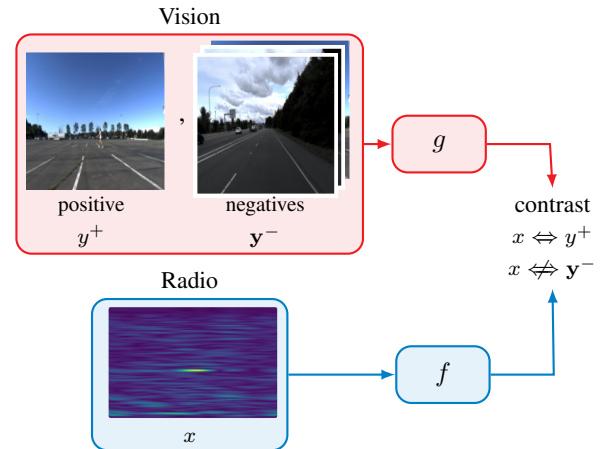 Vision
,
positive
negatives
y⁺
𝐲⁻
g
contrast
x ⇔ y⁺
x ⇎ 𝐲⁻
Radio
x
f